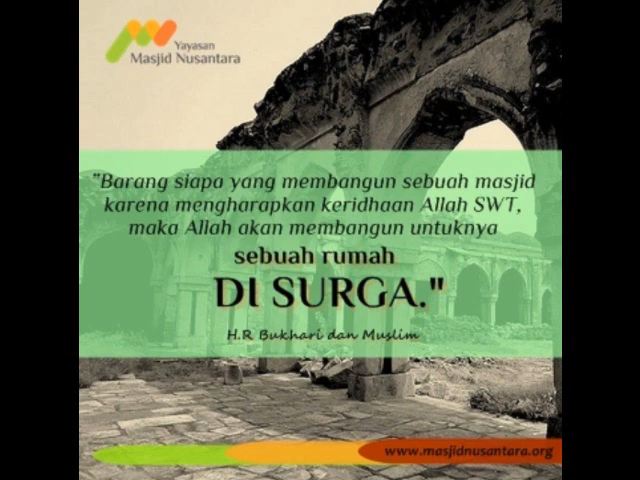 Yayasan
Masjid Nusantara
"Barang siapa yang membangun sebuah masjid
karena mengharapkan keridhaan Allah SWT,
maka Allah akan membangun untuknya
sebuah rumah
DI SURGA."
H.R Bukhari dan Muslim
www.masjidnusantara.org